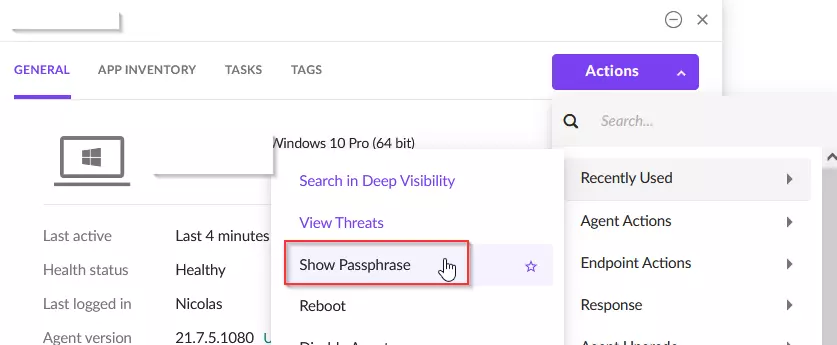 GENERAL APP INVENTORY TASKS TAGS
Actions
Search...
Windows 10 Pro (64 bit)
Search in Deep Visibility
Recently Used
View Threats
Agent Actions
Last active Last 4 minutes
Show Passphrase
Endpoint Actions
Health status Healthy
Last logged in Nicolas
Reboot
Response
Agent version 21.7.5.1080 U